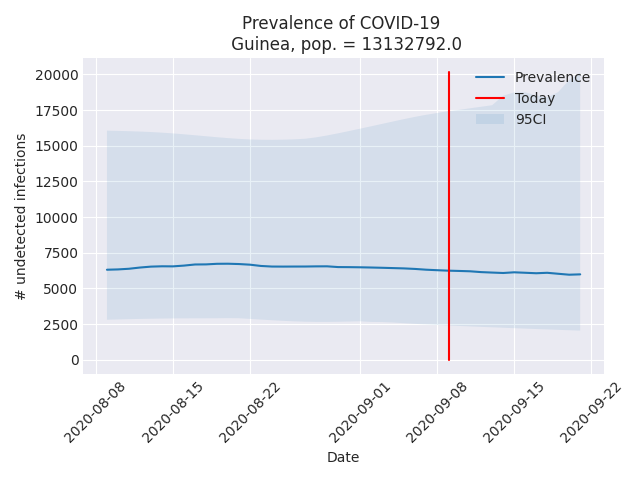 Prevalence of COVID-19
Guinea, pop. = 13132792.0
Prevalence
Today
95CI
20000
17500
15000
12500
10000
7500
5000
2500
0
# undetected infections
2020-08-08
2020-08-15
2020-08-22
2020-09-01
2020-09-08
2020-09-15
2020-09-22
Date